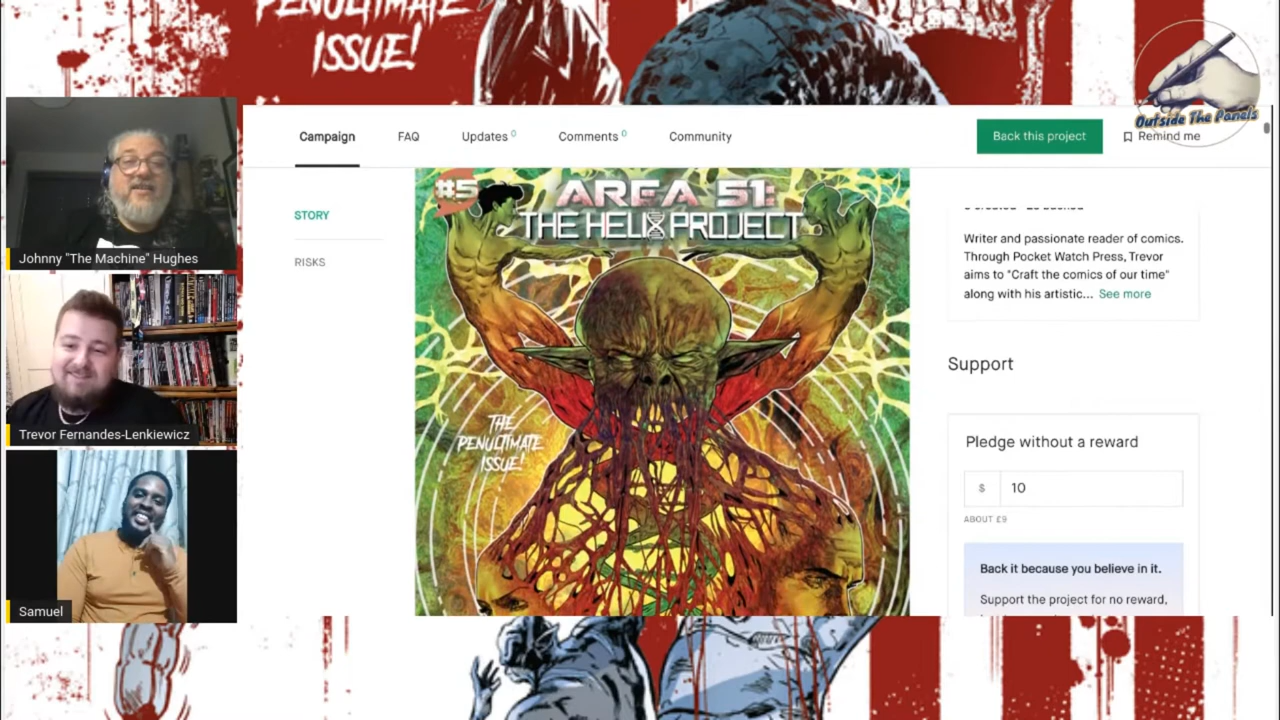 PENULTIMATE
ISSUE!
Outside The Panels
Campaign
FAQ
Updates 0
Comments 0
Community
Back this project
Remind me
STORY
RISKS
#5
AREA 51:
THE HELIX PROJECT
THE
PENULTIMATE
ISSUE!
Writer and passionate reader of comics.
Through Pocket Watch Press, Trevor
aims to "Craft the comics of our time"
along with his artistic... See more
Support
Pledge without a reward
$ 10
ABOUT £9
Back it because you believe in it.
Support the project for no reward,
Johnny "The Machine" Hughes
Trevor Fernandes-Lenkiewicz
Samuel